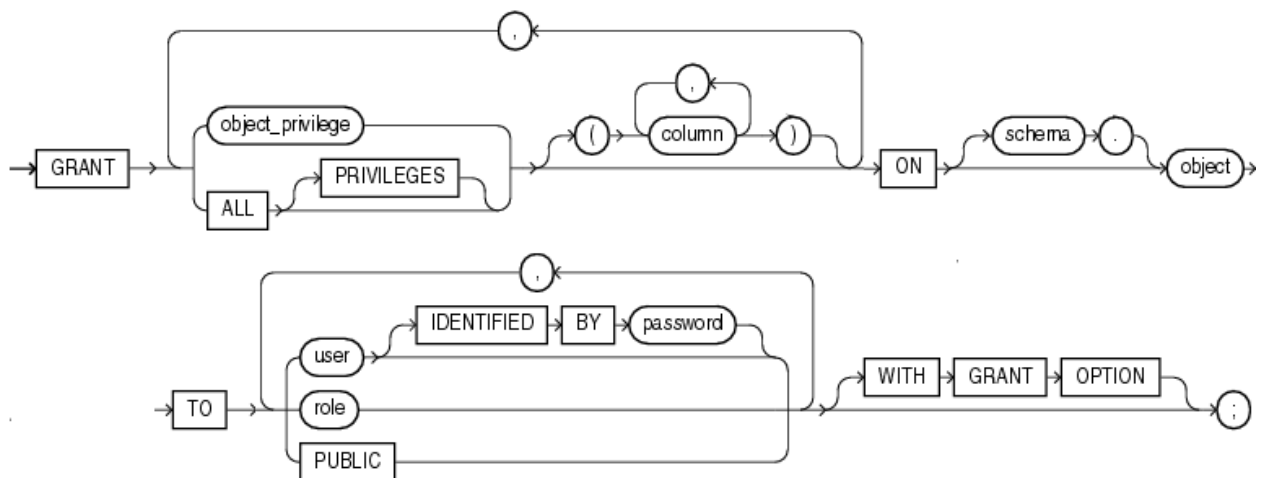 ,
,
object_privilege
( column )
GRANT
ON
schema .
object
PRIVILEGES
ALL
,
IDENTIFIED BY password
user
WITH GRANT OPTION
TO
role
;
PUBLIC